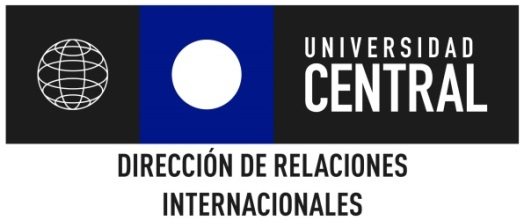 UNIVERSIDAD
CENTRAL
DIRECCIÓN DE RELACIONES
INTERNACIONALES